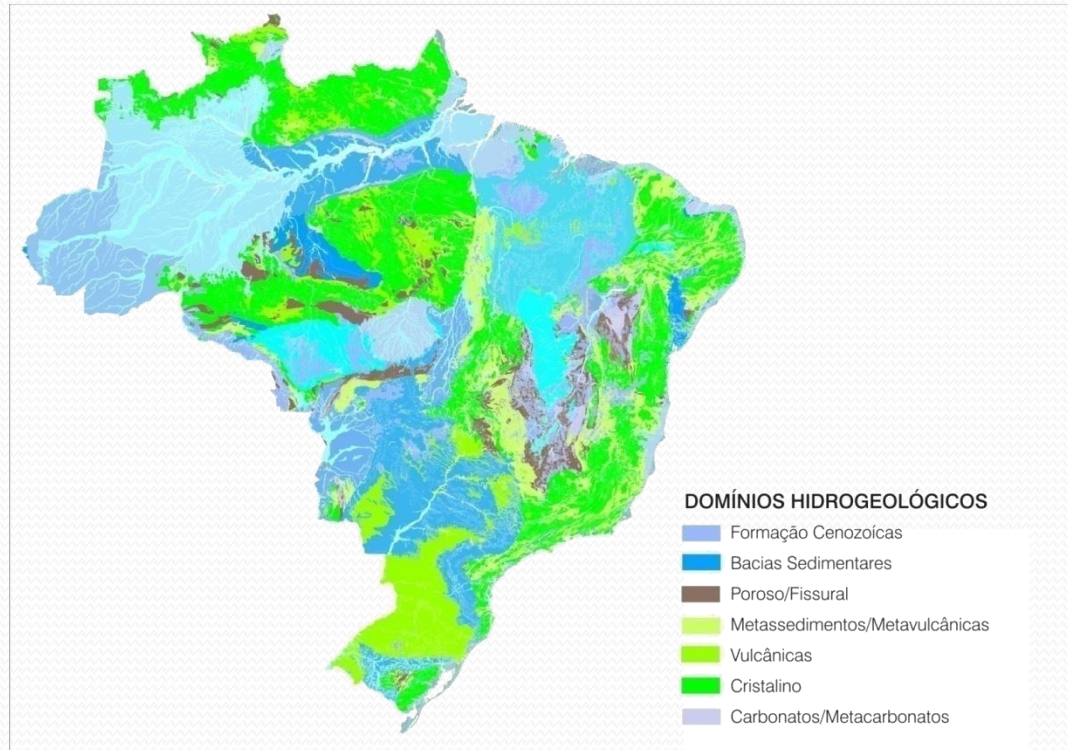 DOMÍNIOS HIDROGEOLÓGICOS
Formação Cenozoícas
Bacias Sedimentares
Poroso/Fissural
Metassedimentos/Metavulcânicas
Vulcânicas
Cristalino
Carbonatos/Metacarbonatos